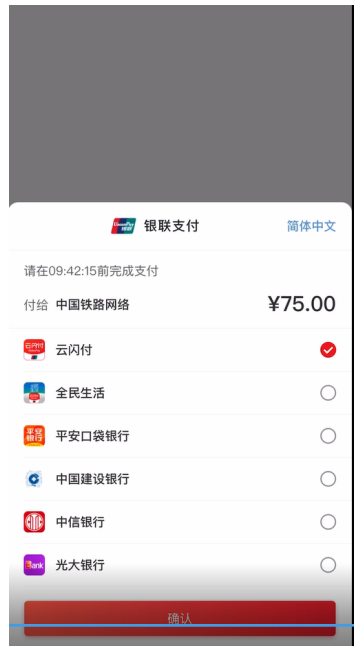 银联支付 简体中文
请在09:42:15前完成支付
付给 中国铁路网络 ¥75.00
云闪付
全民生活
平安口袋银行
中国建设银行
中信银行
光大银行
确认